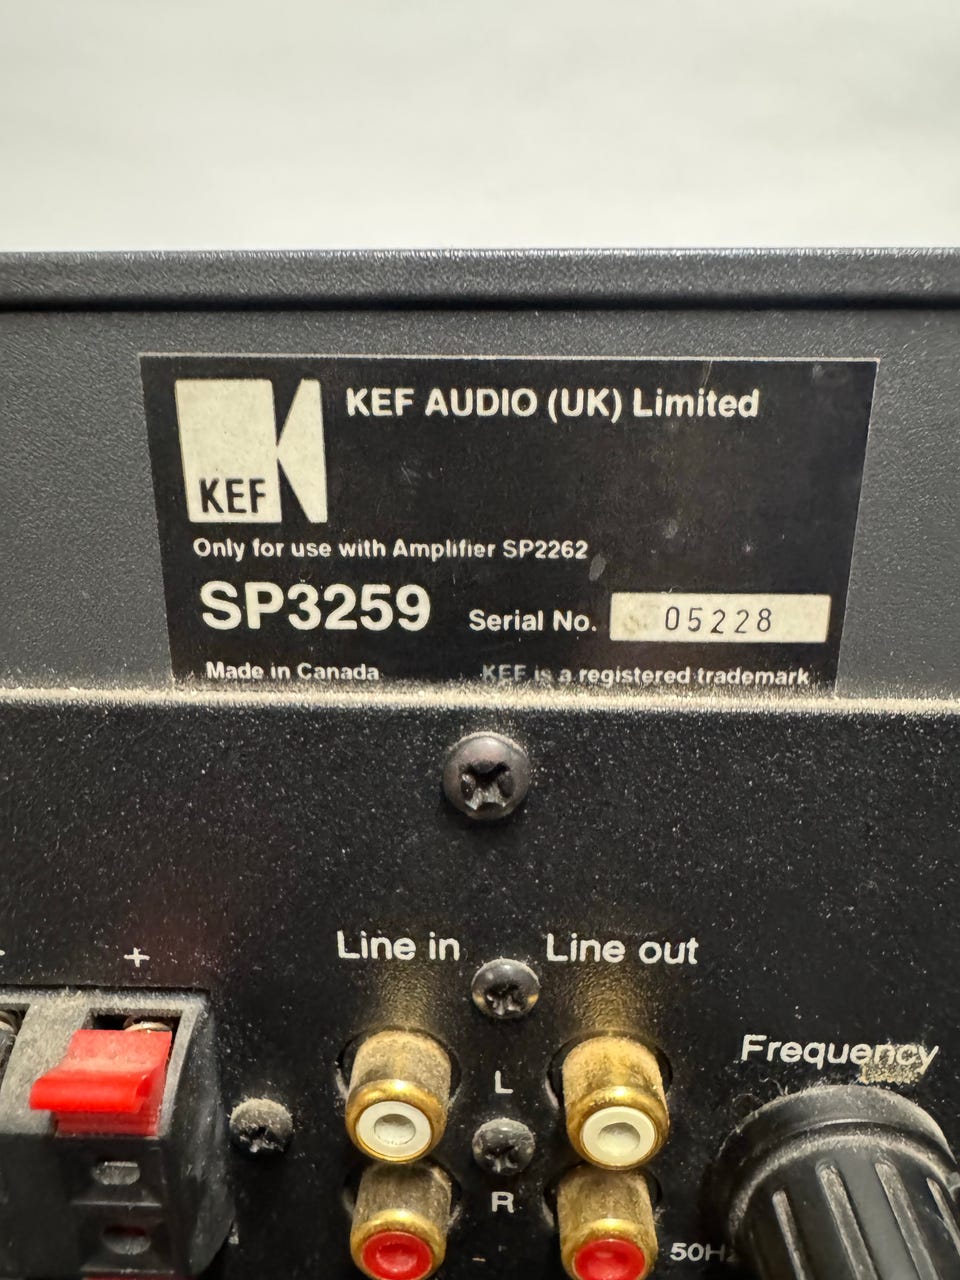 KEF AUDIO (UK) Limited
KEF
Only for use with Amplifier SP2262
SP3259 Serial No. 05228
Made in Canada KEF is a registered trademark
+
Line in Line out
Frequency
L
R
50Hz